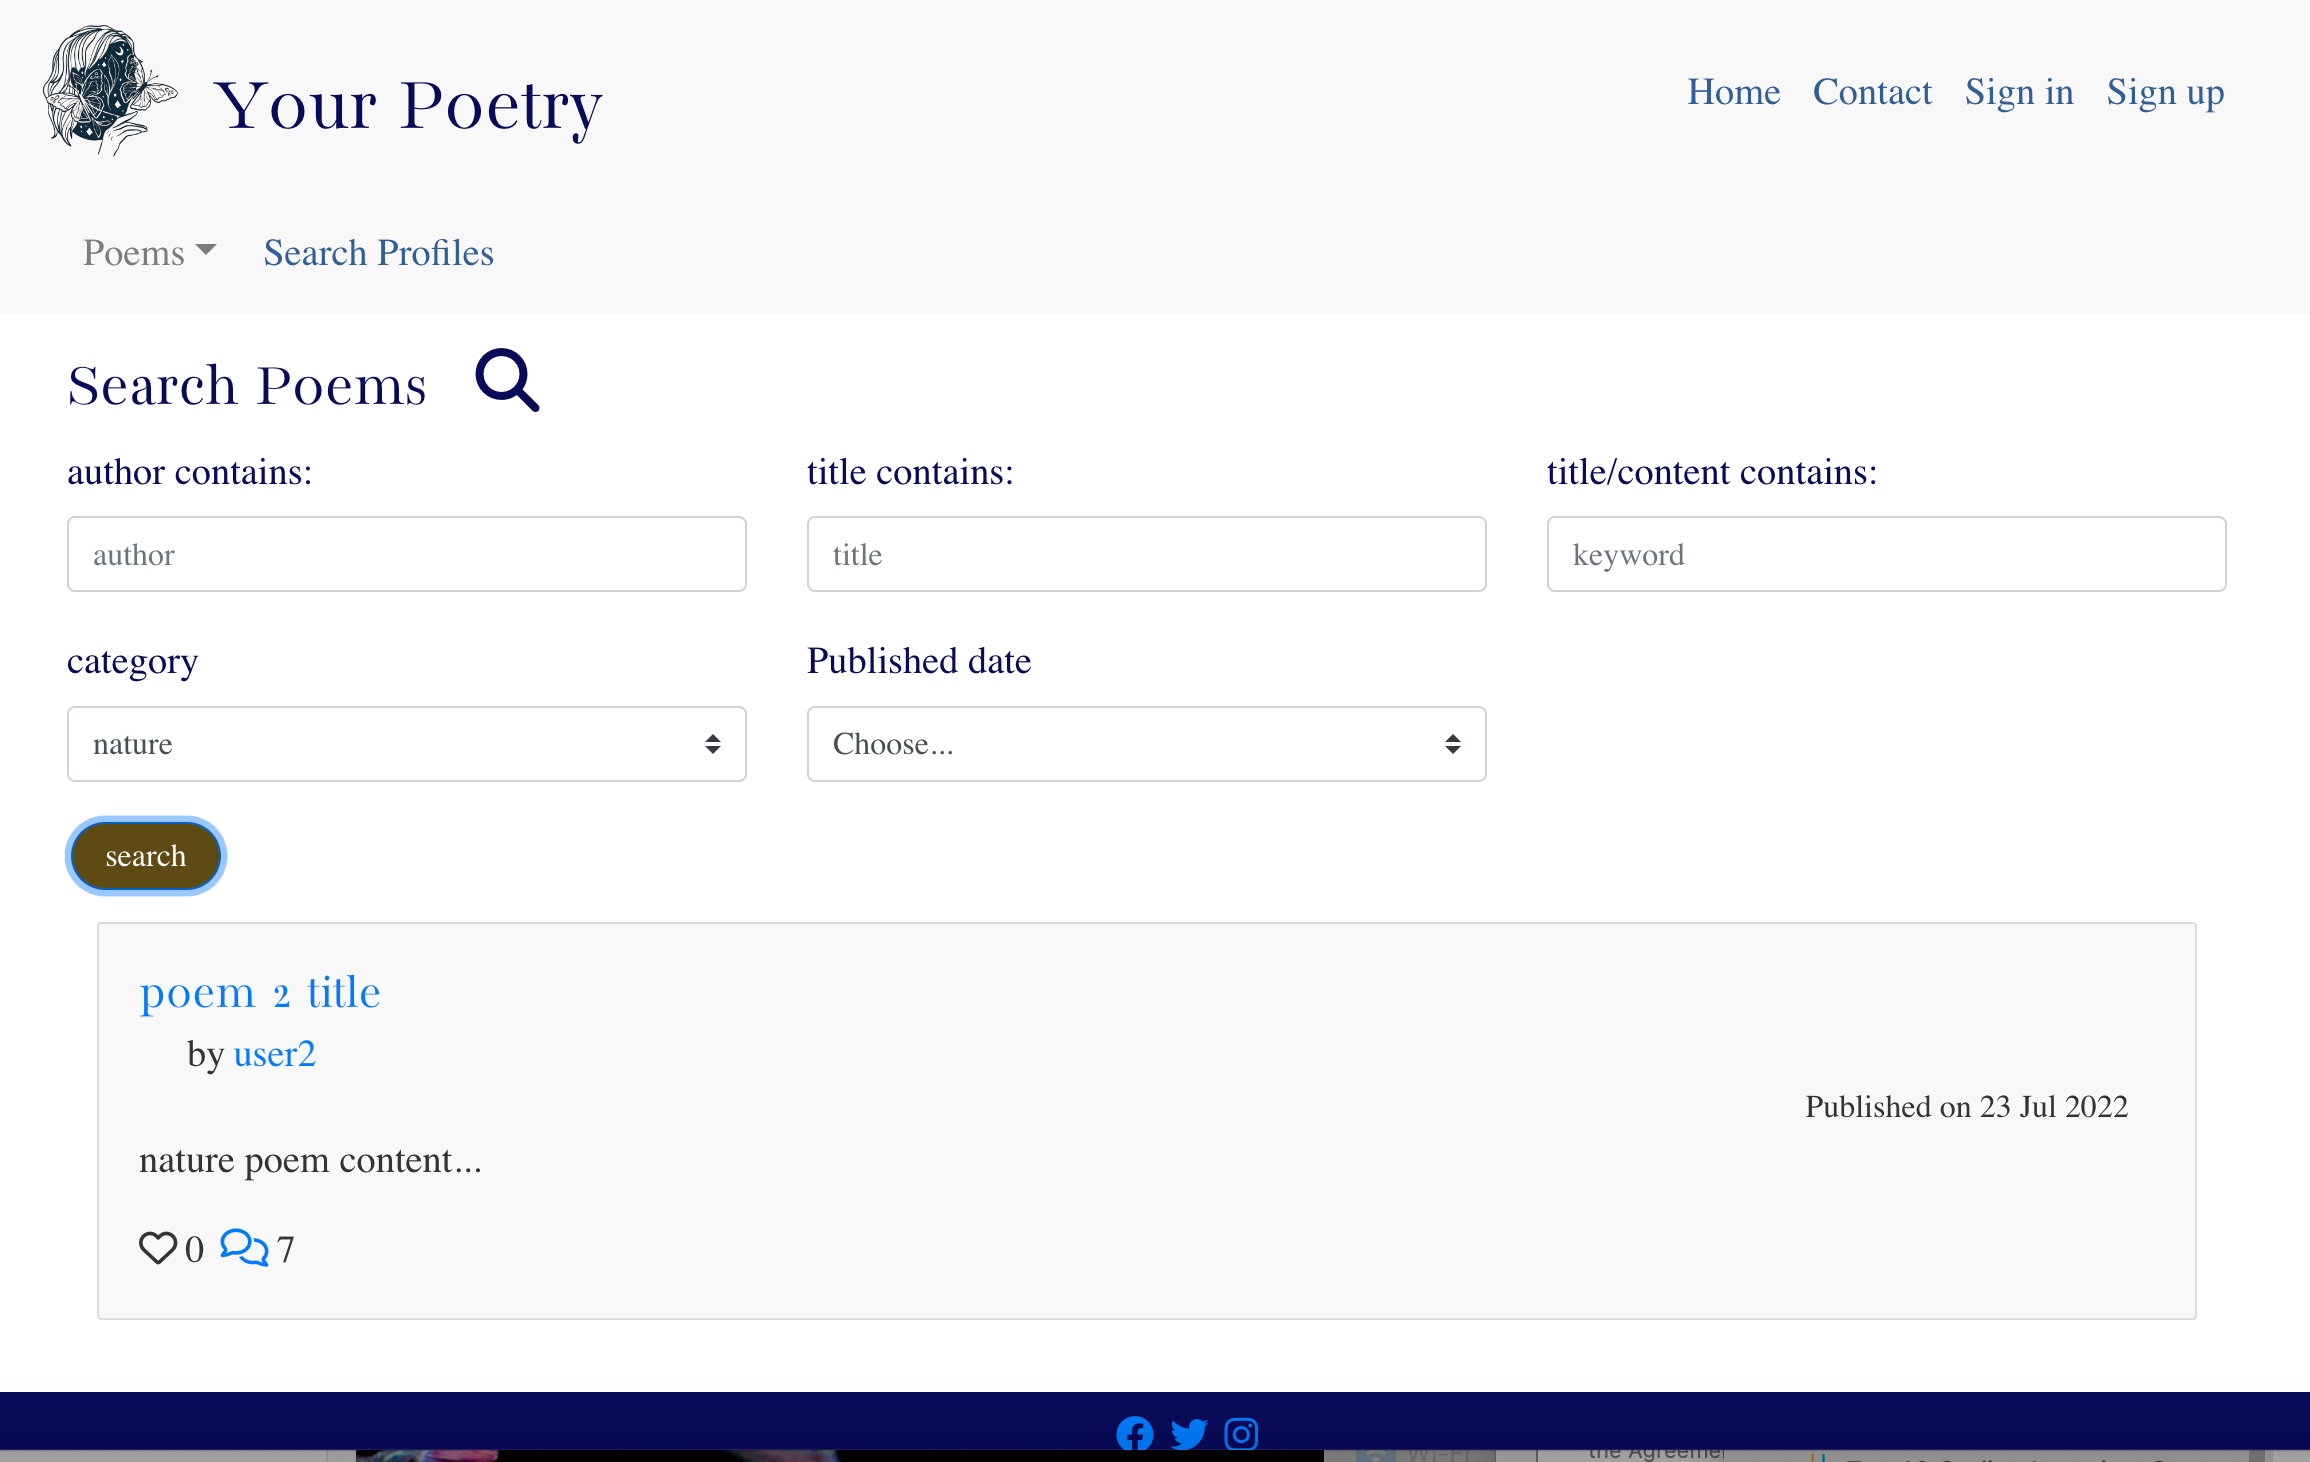 Your Poetry
Home Contact Sign in Sign up
Poems Search Profiles
Search Poems
author contains: title contains: title/content contains:
author title keyword
category Published date
nature Choose...
search
poem 2 title
by user2
Published on 23 Jul 2022
nature poem content...
0 7
the Agreeme